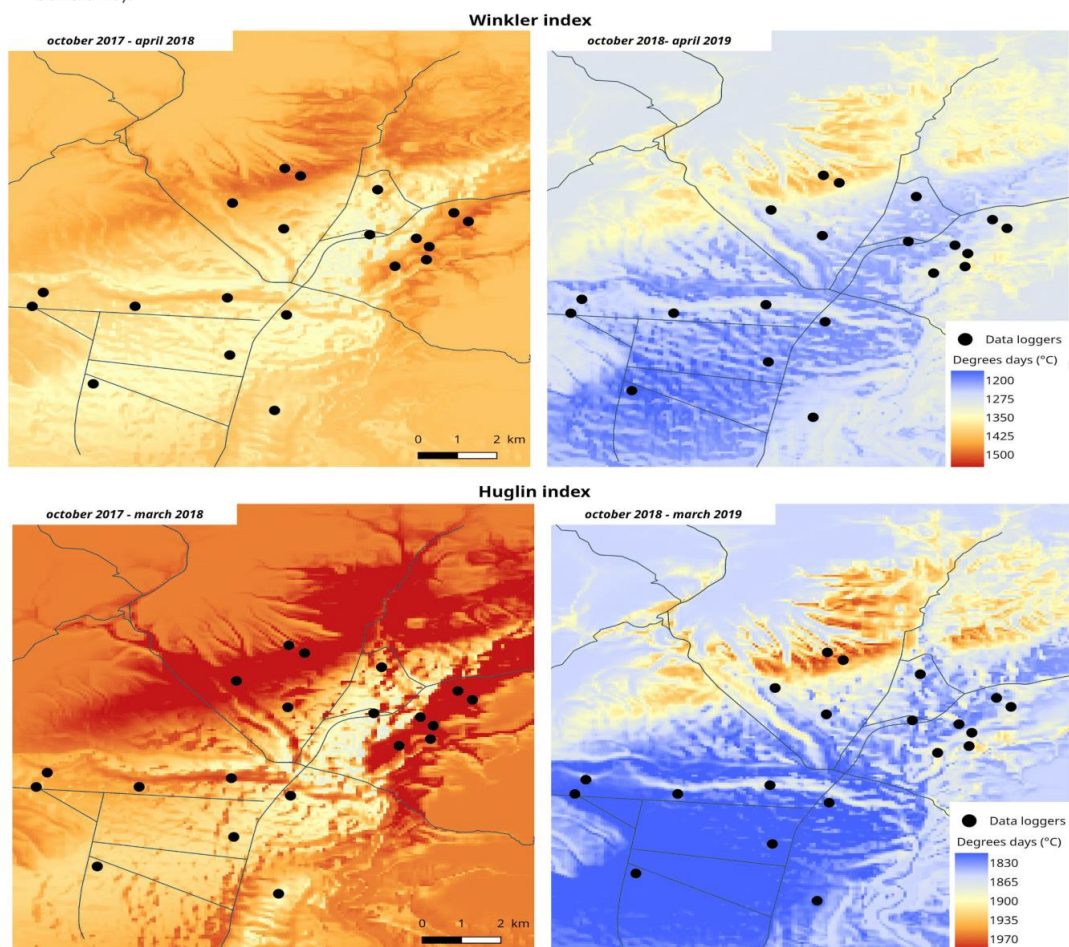 Winkler index
october 2017 - april 2018
october 2018- april 2019
Data loggers
Degrees days (°C)
1200
1275
1350
1425
1500
0 1 2 km
Huglin index
october 2017 - march 2018
october 2018 - march 2019
Data loggers
Degrees days (°C)
1830
1865
1900
1935
1970
0 1 2 km